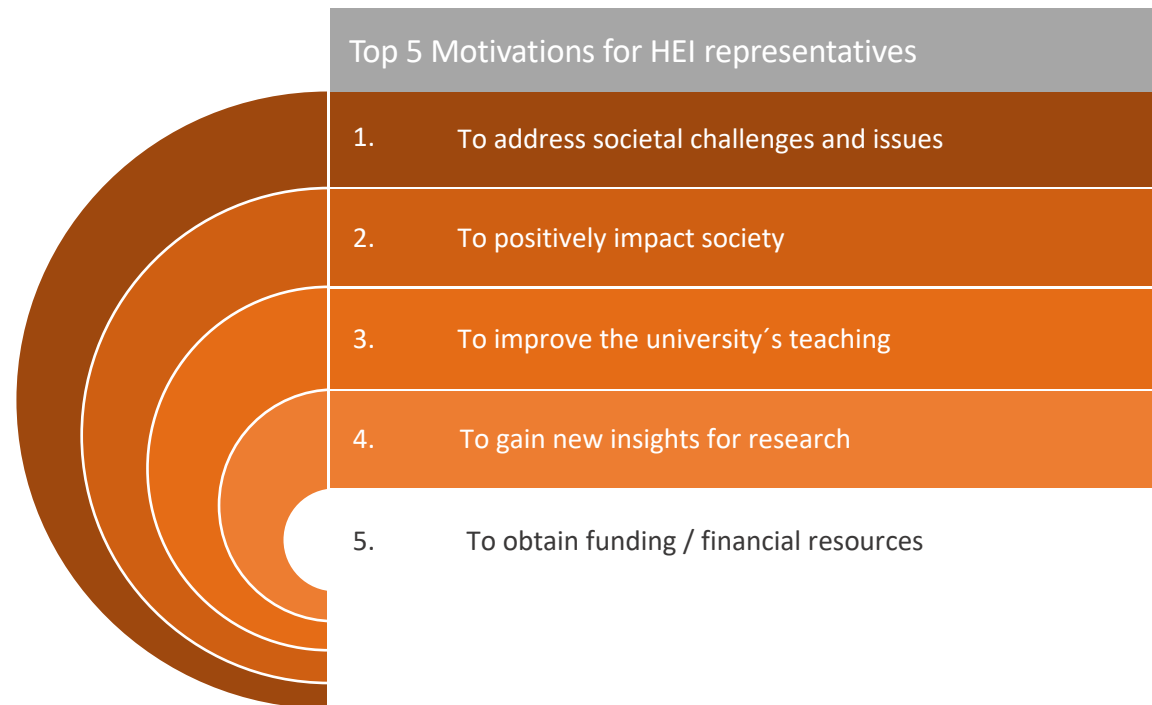 Top 5 Motivations for HEI representatives
1. To address societal challenges and issues
2. To positively impact society
3. To improve the university´s teaching
4. To gain new insights for research
5. To obtain funding / financial resources